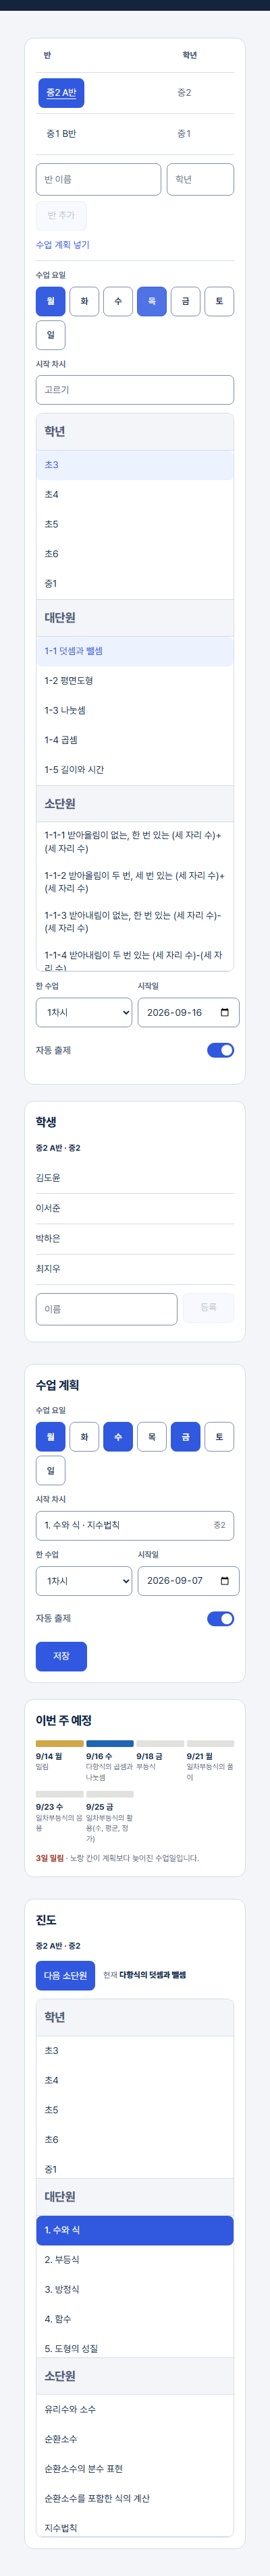 반 학년
중2 A반 중2
중1 B반 중1
반 이름 학년
반 추가
수업 계획 넣기
수업 요일
월 화 수 목 금 토
일
시작 차시
고르기
학년
초3
초4
초5
초6
중1
대단원
1-1 덧셈과 뺄셈
1-2 평면도형
1-3 나눗셈
1-4 곱셈
1-5 길이와 시간
소단원
1-1-1 받아올림이 없는, 한 번 있는 (세 자리 수)+
(세 자리 수)
1-1-2 받아올림이 두 번, 세 번 있는 (세 자리 수)+
(세 자리 수)
1-1-3 받아내림이 없는, 한 번 있는 (세 자리 수)-
(세 자리 수)
1-1-4 받아내림이 두 번 있는 (세 자리 수)-(세 자
리 수)
한 수업 시작일
1차시 2026-09-16
자동 출제
학생
중2 A반 · 중2
김도윤
이서준
박하은
최지우
이름 등록
수업 계획
수업 요일
월 화 수 목 금 토
일
시작 차시
1. 수와 식 · 지수법칙 중2
한 수업 시작일
1차시 2026-09-07
자동 출제
저장
이번 주 예정
9/14 월 9/16 수 9/18 금 9/21 월
밀림 다항식의 곱셈과 부등식 일차부등식의 풀
나눗셈 이
9/23 수 9/25 금
일차부등식의 응 일차부등식의 활
용 용(수, 평균, 정
가)
3일 밀림 · 노랑 칸이 계획보다 늦어진 수업일입니다.
진도
중2 A반 · 중2
다음 소단원 현재 다항식의 덧셈과 뺄셈
학년
초3
초4
초5
초6
중1
대단원
1. 수와 식
2. 부등식
3. 방정식
4. 함수
5. 도형의 성질
소단원
유리수와 소수
순환소수
순환소수의 분수 표현
순환소수를 포함한 식의 계산
지수법칙